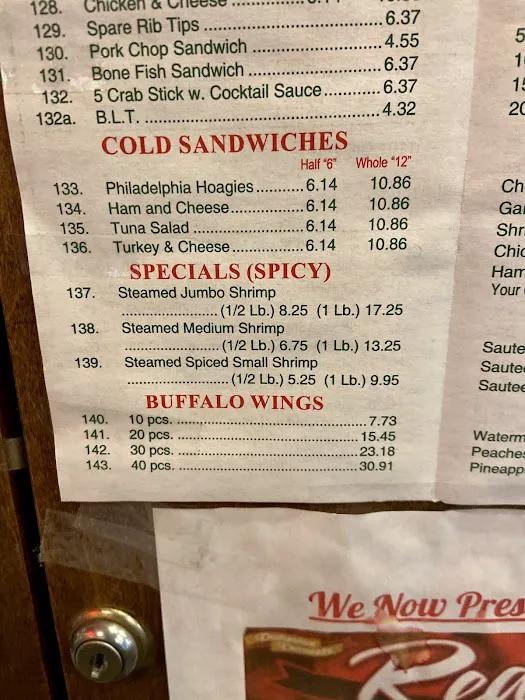 128. Chicken & Cheese
129. Spare Rib Tips 6.37
130. Pork Chop Sandwich 4.55
131. Bone Fish Sandwich 6.37
132. 5 Crab Stick w. Cocktail Sauce 6.37
132a. B.L.T. 4.32
COLD SANDWICHES
Half "6" Whole "12"
133. Philadelphia Hoagies 6.14 10.86
134. Ham and Cheese 6.14 10.86
135. Tuna Salad 6.14 10.86
136. Turkey & Cheese 6.14 10.86
SPECIALS (SPICY)
137. Steamed Jumbo Shrimp
(1/2 Lb.) 8.25 (1 Lb.) 17.25
138. Steamed Medium Shrimp
(1/2 Lb.) 6.75 (1 Lb.) 13.25
139. Steamed Spiced Small Shrimp
(1/2 Lb.) 5.25 (1 Lb.) 9.95
BUFFALO WINGS
140. 10 pcs. 7.73
141. 20 pcs. 15.45
142. 30 pcs. 23.18
143. 40 pcs. 30.91
Ham
Your
Saute
Sautee
Sautee
Waterm
Peaches
Pineapp
We Now Pres